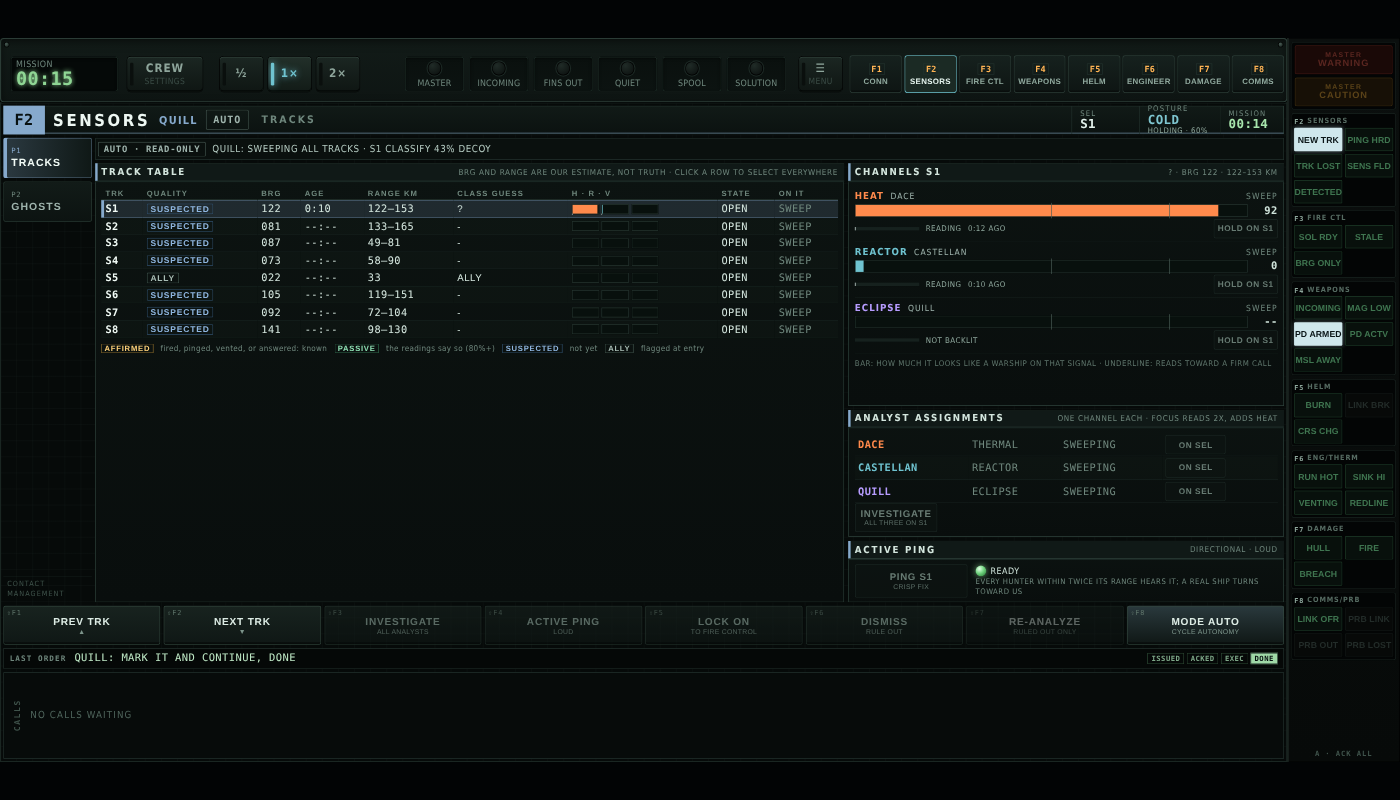 MISSION
00:15
CREW
SETTINGS
½
1×
2×
MASTER
INCOMING
FINS OUT
QUIET
SPOOL
SOLUTION
☰
MENU
F1
CONN
F2
SENSORS
F3
FIRE CTL
F4
WEAPONS
F5
HELM
F6
ENGINEER
F7
DAMAGE
F8
COMMS
MASTER
WARNING
MASTER
CAUTION
F2 SENSORS QUILL AUTO TRACKS
SEL
S1
POSTURE
COLD
HOLDING · 60%
MISSION
00:14
P1
TRACKS
P2
GHOSTS
CONTACT
MANAGEMENT
AUTO · READ-ONLY QUILL: SWEEPING ALL TRACKS · S1 CLASSIFY 43% DECOY
TRACK TABLE BRG AND RANGE ARE OUR ESTIMATE, NOT TRUTH · CLICK A ROW TO SELECT EVERYWHERE
TRK QUALITY BRG AGE RANGE KM CLASS GUESS H · R · V STATE ON IT
S1 SUSPECTED 122 0:10 122–153 ? OPEN SWEEP
S2 SUSPECTED 081 --:-- 133–165 - OPEN SWEEP
S3 SUSPECTED 087 --:-- 49–81 - OPEN SWEEP
S4 SUSPECTED 073 --:-- 58–90 - OPEN SWEEP
S5 ALLY 022 --:-- 33 ALLY OPEN SWEEP
S6 SUSPECTED 105 --:-- 119–151 - OPEN SWEEP
S7 SUSPECTED 092 --:-- 72–104 - OPEN SWEEP
S8 SUSPECTED 141 --:-- 98–130 - OPEN SWEEP
AFFIRMED fired, pinged, vented, or answered: known PASSIVE the readings say so (80%+) SUSPECTED not yet ALLY flagged at entry
CHANNELS S1 ? · BRG 122 · 122-153 KM
HEAT DACE SWEEP
92
READING 0:12 AGO HOLD ON S1
REACTOR CASTELLAN SWEEP
0
READING 0:10 AGO HOLD ON S1
ECLIPSE QUILL SWEEP
--
NOT BACKLIT HOLD ON S1
BAR: HOW MUCH IT LOOKS LIKE A WARSHIP ON THAT SIGNAL · UNDERLINE: READS TOWARD A FIRM CALL
ANALYST ASSIGNMENTS ONE CHANNEL EACH · FOCUS READS 2X, ADDS HEAT
DACE THERMAL SWEEPING ON SEL
CASTELLAN REACTOR SWEEPING ON SEL
QUILL ECLIPSE SWEEPING ON SEL
INVESTIGATE
ALL THREE ON S1
ACTIVE PING DIRECTIONAL · LOUD
PING S1
CRISP FIX
READY
EVERY HUNTER WITHIN TWICE ITS RANGE HEARS IT; A REAL SHIP TURNS
TOWARD US
⇧F1
PREV TRK
▲
⇧F2
NEXT TRK
▼
⇧F3
INVESTIGATE
ALL ANALYSTS
⇧F4
ACTIVE PING
LOUD
⇧F5
LOCK ON
TO FIRE CONTROL
⇧F6
DISMISS
RULE OUT
⇧F7
RE-ANALYZE
RULED OUT ONLY
⇧F8
MODE AUTO
CYCLE AUTONOMY
LAST ORDER QUILL: MARK IT AND CONTINUE, DONE ISSUED ACKED EXEC DONE
CALLS
NO CALLS WAITING
F2 SENSORS
NEW TRK PING HRD
TRK LOST SENS FLD
DETECTED
F3 FIRE CTL
SOL RDY STALE
BRG ONLY
F4 WEAPONS
INCOMING MAG LOW
PD ARMED PD ACTV
MSL AWAY
F5 HELM
BURN LINK BRK
CRS CHG
F6 ENG/THERM
RUN HOT SINK HI
VENTING REDLINE
F7 DAMAGE
HULL FIRE
BREACH
F8 COMMS/PRB
LINK OFR PRB LINK
PRB OUT PRB LOST
A · ACK ALL